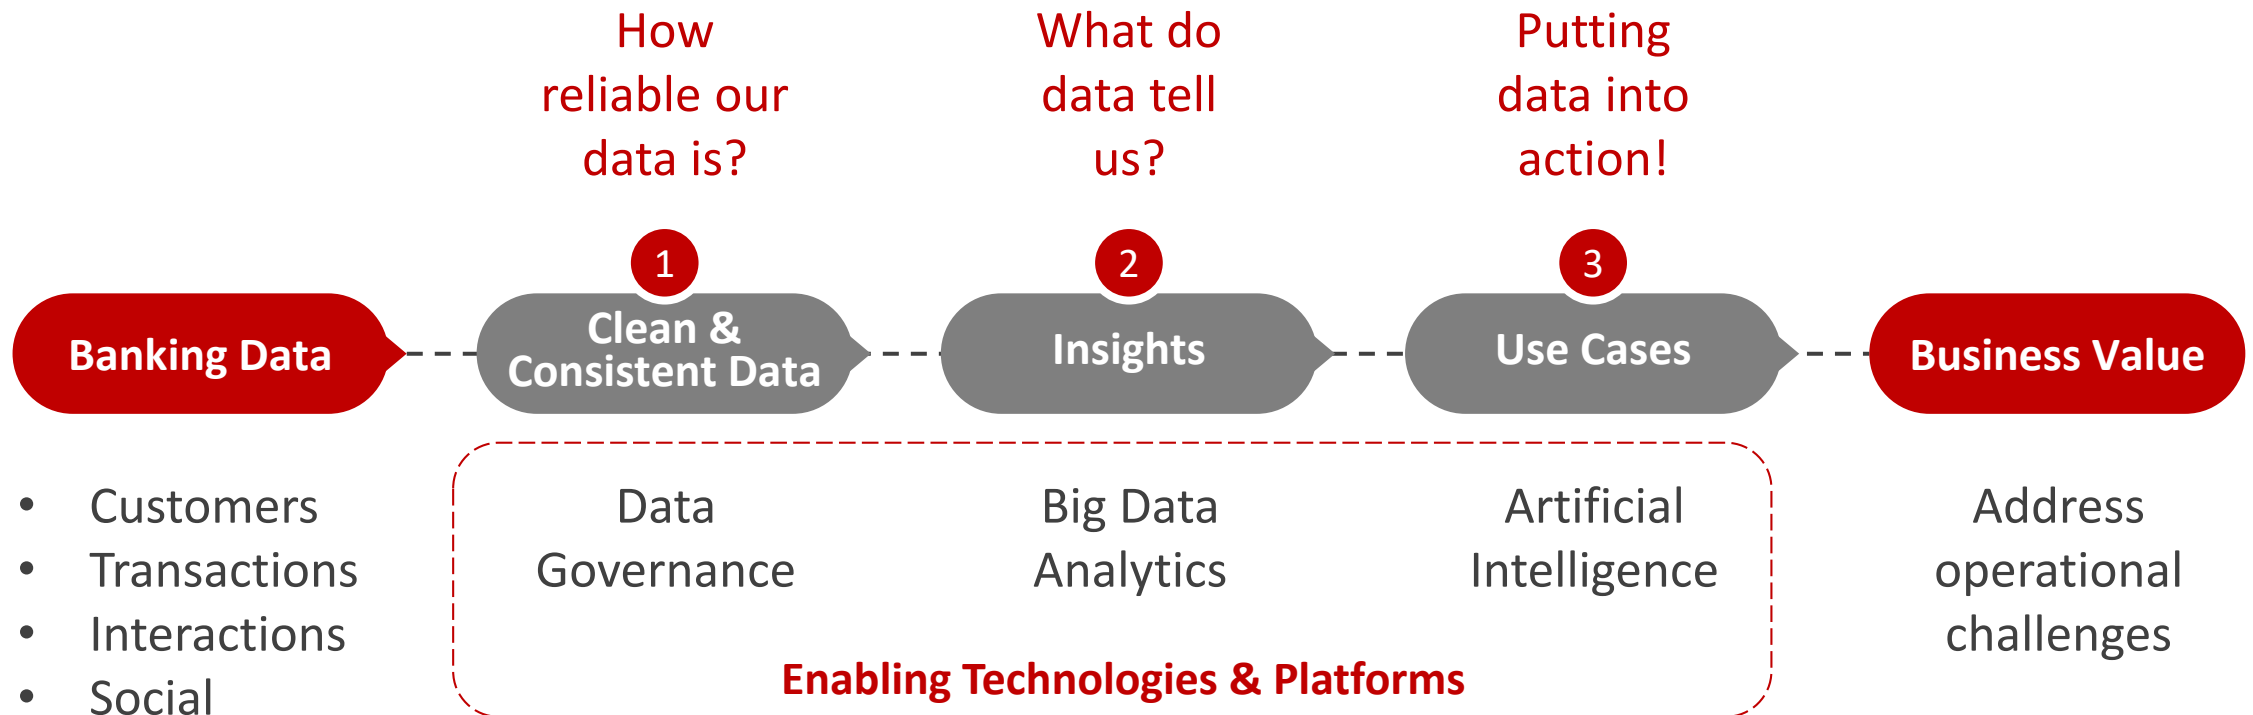 How
reliable our
data is?
What do
data tell
us?
Putting
data into
action!
1
2
3
Banking Data
Clean &
Consistent Data
Insights
Use Cases
Business Value
• Customers
• Transactions
• Interactions
• Social
Data
Governance
Big Data
Analytics
Artificial
Intelligence
Enabling Technologies & Platforms
Address
operational
challenges